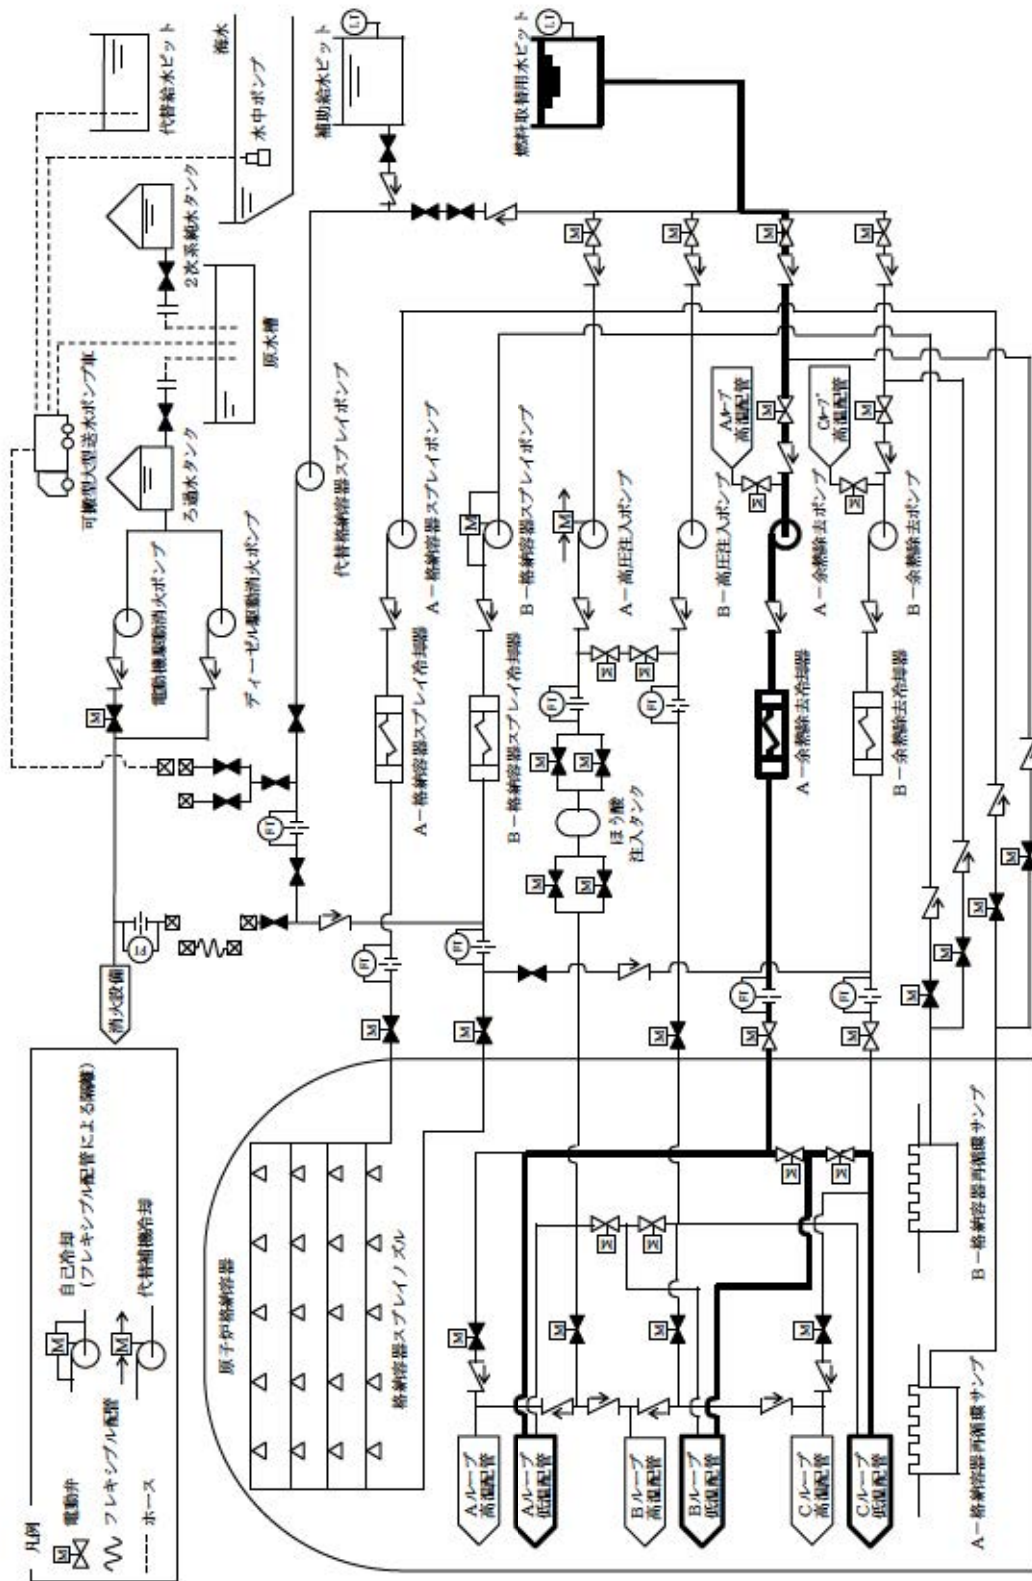 凡例
M
電動弁
フレキシブル配管
ホース
M
自己冷却
(フレキシブル配管による隔離)
M
代替補機冷却
消火設備
FI
M
電動機駆動消火ポンプ
ディーゼル駆動消火ポンプ
ろ過水タンク
可搬型大型送水ポンプ車
原水槽
2次系純水タンク
代替給水ピット
海水
水中ポンプ
補助給水ピット
LI
燃料取替用水ピット
LI
FI
代替格納容器スプレイポンプ
原子炉格納容器
格納容器スプレイノズル
M
FI
A-格納容器スプレイ冷却器
A-格納容器スプレイポンプ
M
FI
B-格納容器スプレイ冷却器
M
B-格納容器スプレイポンプ
M
M
ほう酸
注入タンク
M
M
FI
M
M
M
A-高圧注入ポンプ
M
M
FI
B-高圧注入ポンプ
M
M
FI
A-余熱除去冷却器
A-余熱除去ポンプ
M
Aループ
高温配管
M
M
M
FI
B-余熱除去冷却器
B-余熱除去ポンプ
M
Cループ
高温配管
M
M
M
M
M
M
M
M
M
M
M
Aループ
高温配管
Aループ
低温配管
Bループ
高温配管
Bループ
低温配管
Cループ
高温配管
Cループ
低温配管
M
M
M
M
A-格納容器再循環サンプ
B-格納容器再循環サンプ